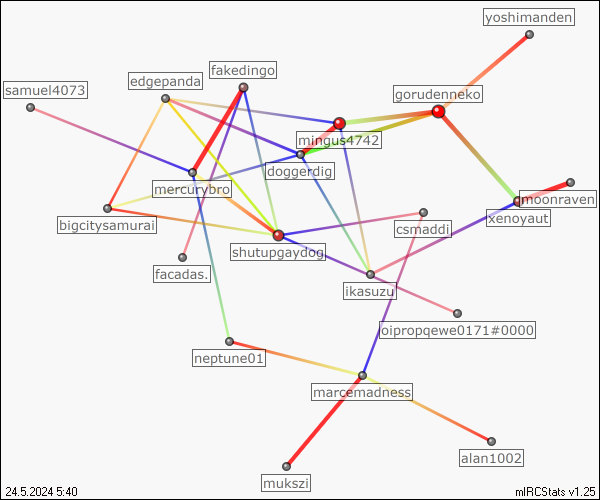 yoshimanden
fakedingo
edgepanda
samuel4073
gorudenneko
mingus4742
doggerdig
mercurybro
moonraven
xenoyaut
bigcitysamurai
csmaddi
shutupgaydog
facadas.
ikasuzu
oipropqewe0171#0000
neptune01
marcemadness
alan1002
mukszi
24.5.2024 5:40
mIRCStats v1.25